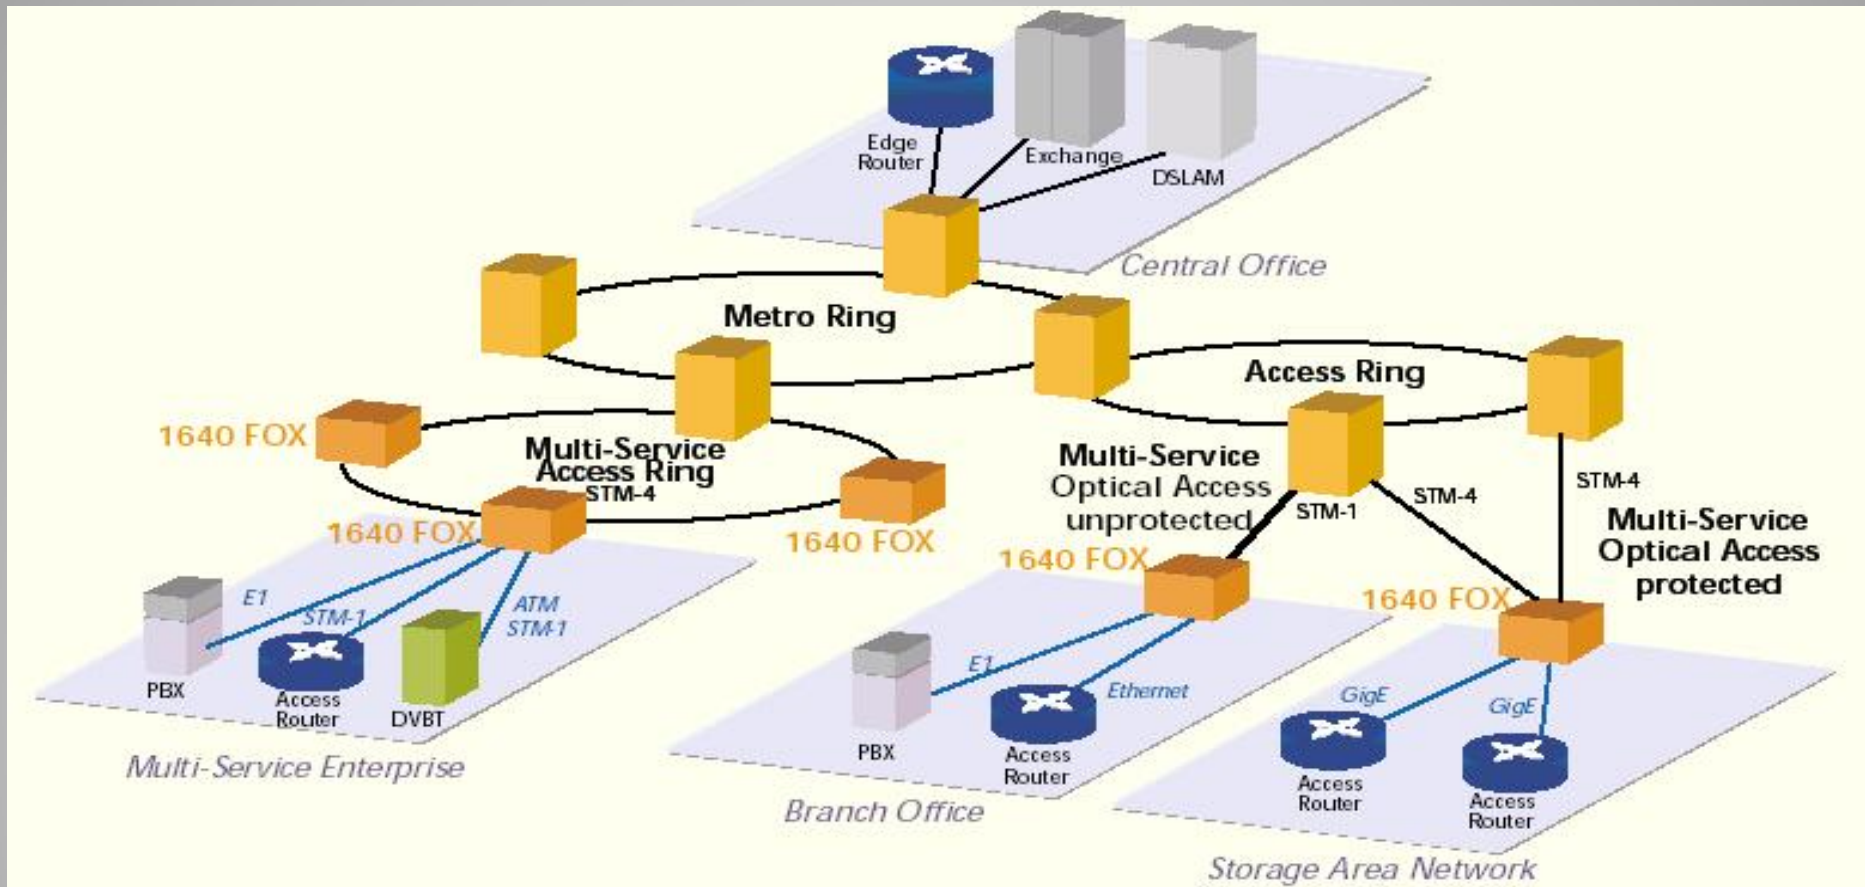 Edge
Router
Exchange
DSLAM
Central Office
Metro Ring
Access Ring
1640 FOX
Multi-Service
Access Ring
STM-4
1640 FOX
1640 FOX
Multi-Service
Optical Access
unprotected
STM-1
STM-4
STM-4
Multi-Service
Optical Access
protected
1640 FOX
1640 FOX
E1
STM-1
ATM
STM-1
PBX
Access
Router
DVBT
Multi-Service Enterprise
E1
Ethernet
PBX
Access
Router
Branch Office
GigE
GigE
Access
Router
Access
Router
Storage Area Network